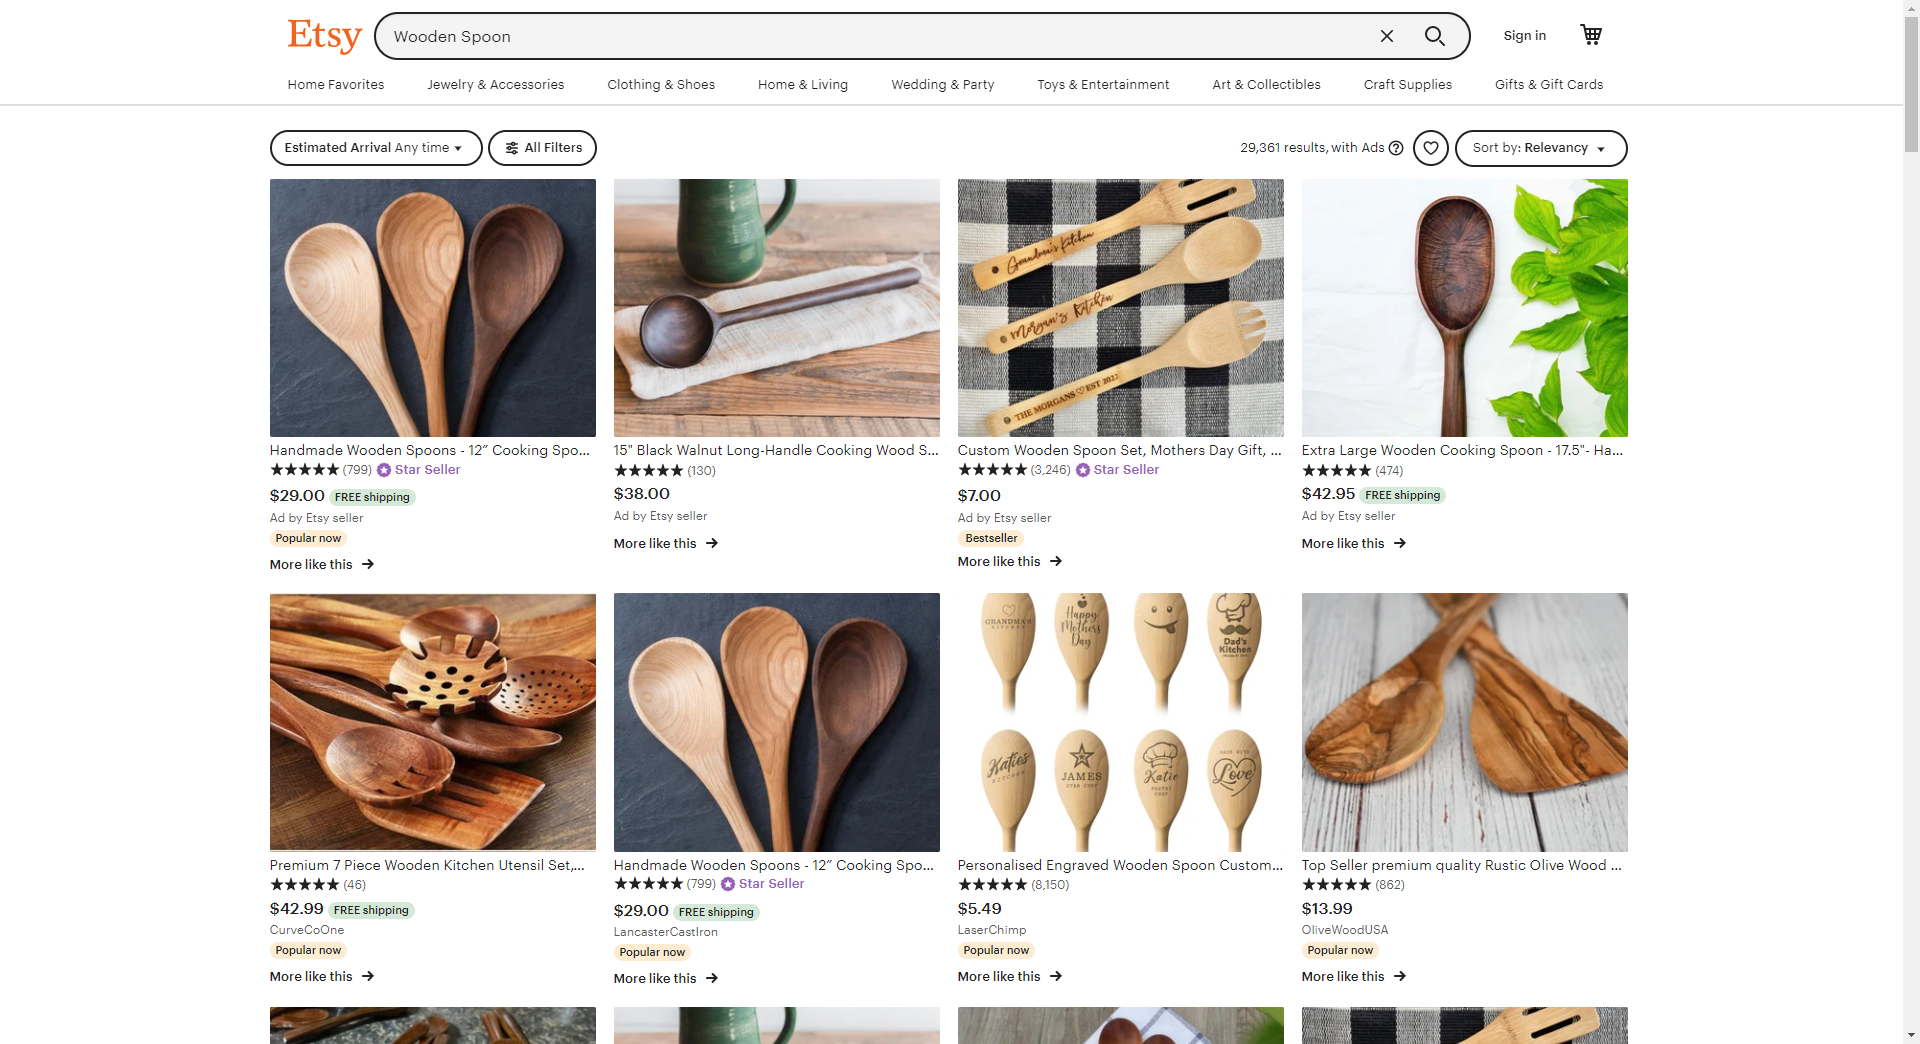 Etsy
Wooden Spoon
Sign in
Home Favorites
Jewelry & Accessories
Clothing & Shoes
Home & Living
Wedding & Party
Toys & Entertainment
Art & Collectibles
Craft Supplies
Gifts & Gift Cards
Estimated Arrival Any time
All Filters
29,361 results, with Ads
Sort by: Relevancy
Grandma's Kitchen
Morgan's Kitchen
THE MORGANS EST 2021
Handmade Wooden Spoons - 12″ Cooking Spo...
(799) Star Seller
$29.00 FREE shipping
Ad by Etsy seller
Popular now
More like this
15" Black Walnut Long-Handle Cooking Wood S...
(130)
$38.00
Ad by Etsy seller
More like this
Custom Wooden Spoon Set, Mothers Day Gift, ...
(3,246) Star Seller
$7.00
Ad by Etsy seller
Bestseller
More like this
Extra Large Wooden Cooking Spoon - 17.5"- Ha...
(474)
$42.95 FREE shipping
Ad by Etsy seller
More like this
Premium 7 Piece Wooden Kitchen Utensil Set,...
(46)
$42.99 FREE shipping
CurveCoOne
Popular now
More like this
Handmade Wooden Spoons - 12″ Cooking Spo...
(799) Star Seller
$29.00 FREE shipping
LancasterCastIron
Popular now
More like this
GRANDMA'S
KITCHEN
Happy
Mothers
Day
Dad's
Kitchen
Katie's
KITCHEN
JAMES
STAR CHEF
Katie
PASTRY
CHEF
MADE WITH
Love
Personalised Engraved Wooden Spoon Custom...
(8,150)
$5.49
LaserChimp
Popular now
More like this
Top Seller premium quality Rustic Olive Wood ...
(862)
$13.99
OliveWoodUSA
Popular now
More like this